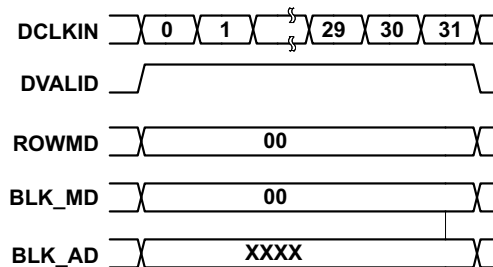 DCLKIN 0 1 29 30 31
DVALID
ROWMD 00
BLK_MD 00
BLK_AD XXXX